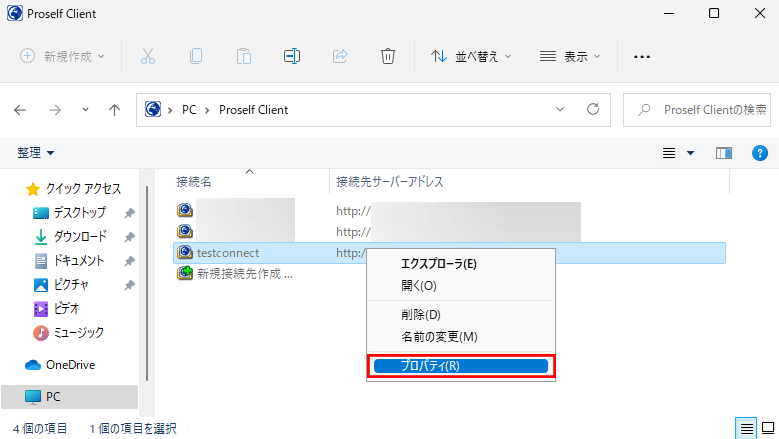 Proself Client
新規作成
並べ替え
表示
PC
Proself Client
Proself Clientの検索
整理
接続名
接続先サーバーアドレス
クイック アクセス
デスクトップ
ダウンロード
ドキュメント
ピクチャ
ビデオ
ミュージック
OneDrive
PC
http://
http://
testconnect
http:
新規接続先作成 ...
エクスプローラ(E)
開く(O)
削除(D)
名前の変更(M)
プロパティ(R)
4 個の項目
1 個の項目を選択